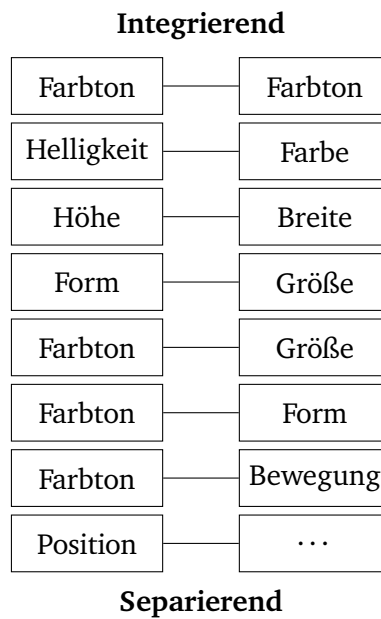 Integrierend
Farbton Farbton
Helligkeit Farbe
Höhe Breite
Form Größe
Farbton Größe
Farbton Form
Farbton Bewegung
Position ...
Separierend